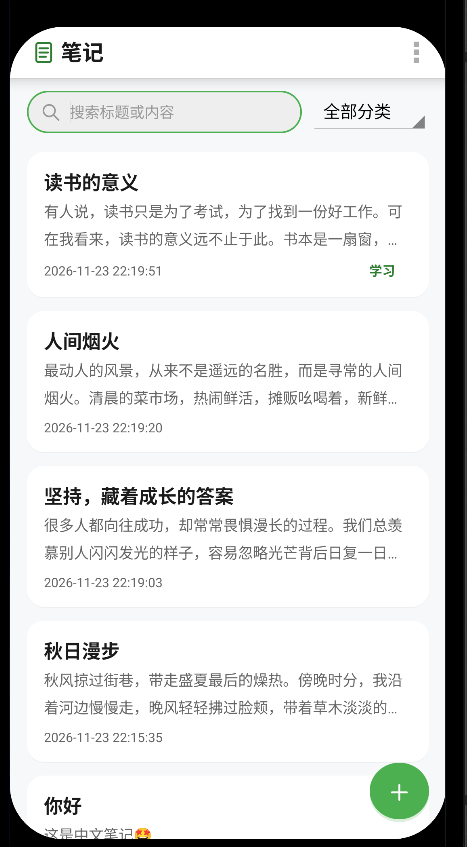 笔记
搜索标题或内容
全部分类
读书的意义
有人说，读书只是为了考试，为了找到一份好工作。可
在我看来，读书的意义远不止于此。书本是一扇窗，…
2026-11-23 22:19:51
学习
人间烟火
最动人的风景，从来不是遥远的名胜，而是寻常的人间
烟火。清晨的菜市场，热闹鲜活，摊贩吆喝着，新鲜…
2026-11-23 22:19:20
坚持，藏着成长的答案
很多人都向往成功，却常常畏惧漫长的过程。我们总羡
慕别人闪闪发光的样子，容易忽略光芒背后日复一日…
2026-11-23 22:19:03
秋日漫步
秋风掠过街巷，带走盛夏最后的燥热。傍晚时分，我沿
着河边慢慢走，晚风轻轻拂过脸颊，带着草木淡淡的…
2026-11-23 22:15:35
你好
这是中文笔记🤩